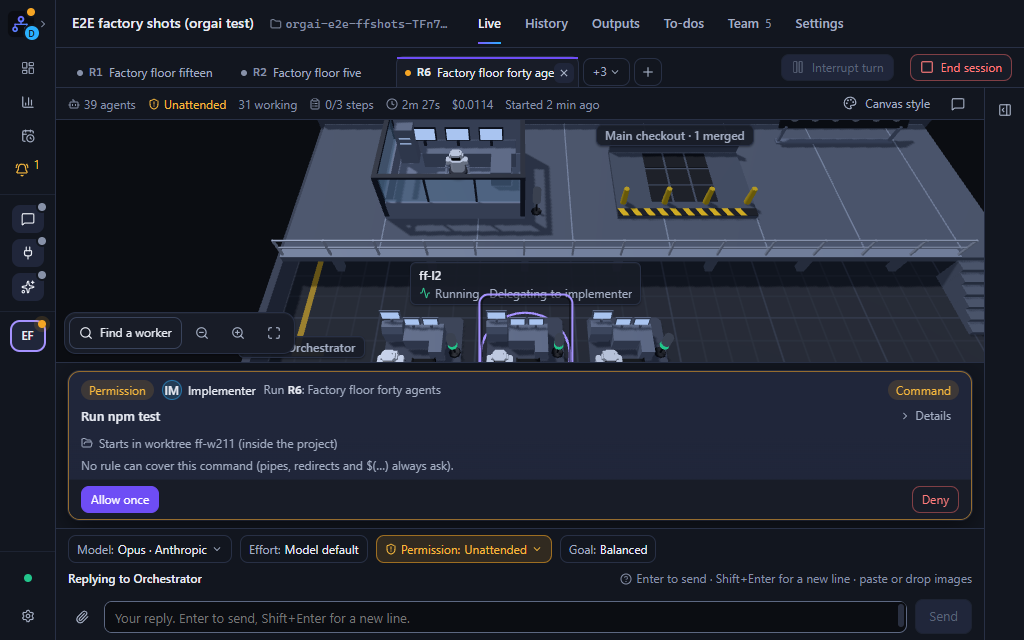 E2E factory shots (orgai test)
orgai-e2e-ffshots-TFn7…
Live
History
Outputs
To-dos
Team 5
Settings
D
R1 Factory floor fifteen
R2 Factory floor five
R6 Factory floor forty age
+3
Interrupt turn
End session
39 agents
Unattended
31 working
0/3 steps
2m 27s
$0.0114
Started 2 min ago
Canvas style
1
Main checkout · 1 merged
ff-l2
Running · Delegating to implementer
Find a worker
Orchestrator
EF
Permission
IM Implementer
Run R6: Factory floor forty agents
Command
Run npm test
Details
Starts in worktree ff-w211 (inside the project)
No rule can cover this command (pipes, redirects and $(...) always ask).
Allow once
Deny
Model: Opus · Anthropic
Effort: Model default
Permission: Unattended
Goal: Balanced
Replying to Orchestrator
Enter to send · Shift+Enter for a new line · paste or drop images
Your reply. Enter to send, Shift+Enter for a new line.
Send